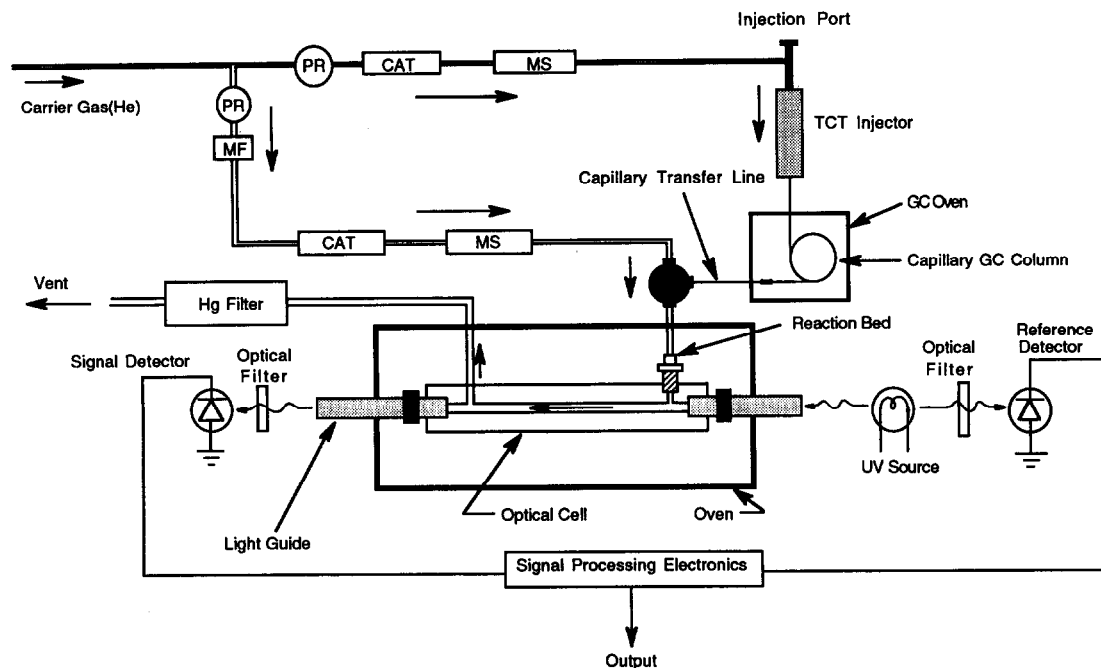 Injection Port
PR
CAT
MS
Carrier Gas(He)
PR
TCT Injector
MF
Capillary Transfer Line
GC Oven
CAT
MS
Capillary GC Column
Vent
Hg Filter
Reaction Bed
Reference
Detector
Signal Detector
Optical
Filter
Optical
Filter
UV Source
Optical Cell
Oven
Light Guide
Signal Processing Electronics
Output